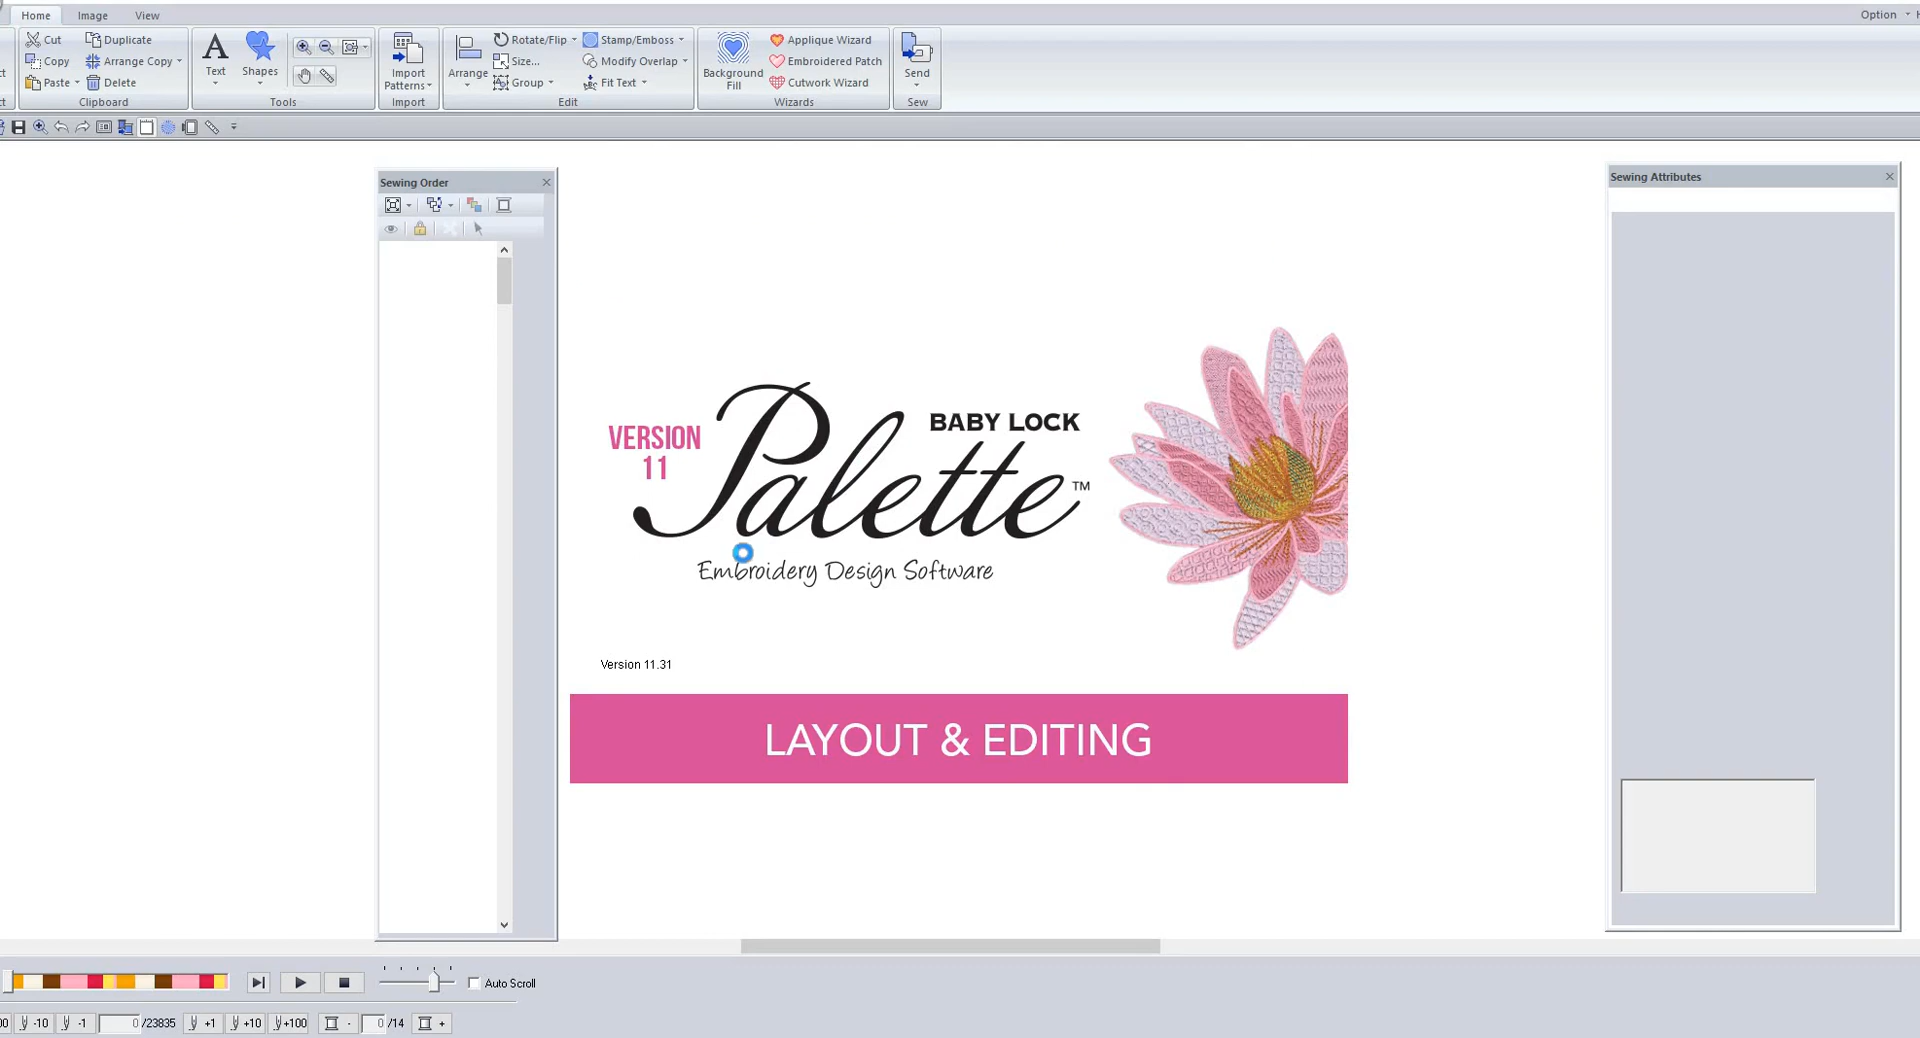 Home Image View Option
Cut Duplicate
Copy Arrange Copy
Paste Delete
Clipboard
Text Shapes
Tools
Import Patterns
Import
Arrange
Rotate/Flip Stamp/Emboss
Size... Modify Overlap
Group Fit Text
Edit
Background Fill
Applique Wizard
Embroidered Patch
Cutwork Wizard
Wizards
Send
Sew
Sewing Order
Sewing Attributes
VERSION
11
BABY LOCK
Palette™
Embroidery Design Software
Version 11.31
LAYOUT & EDITING
Auto Scroll
00 -10 -1 0 /23835 +1 +10 +100 - 0 /14 +